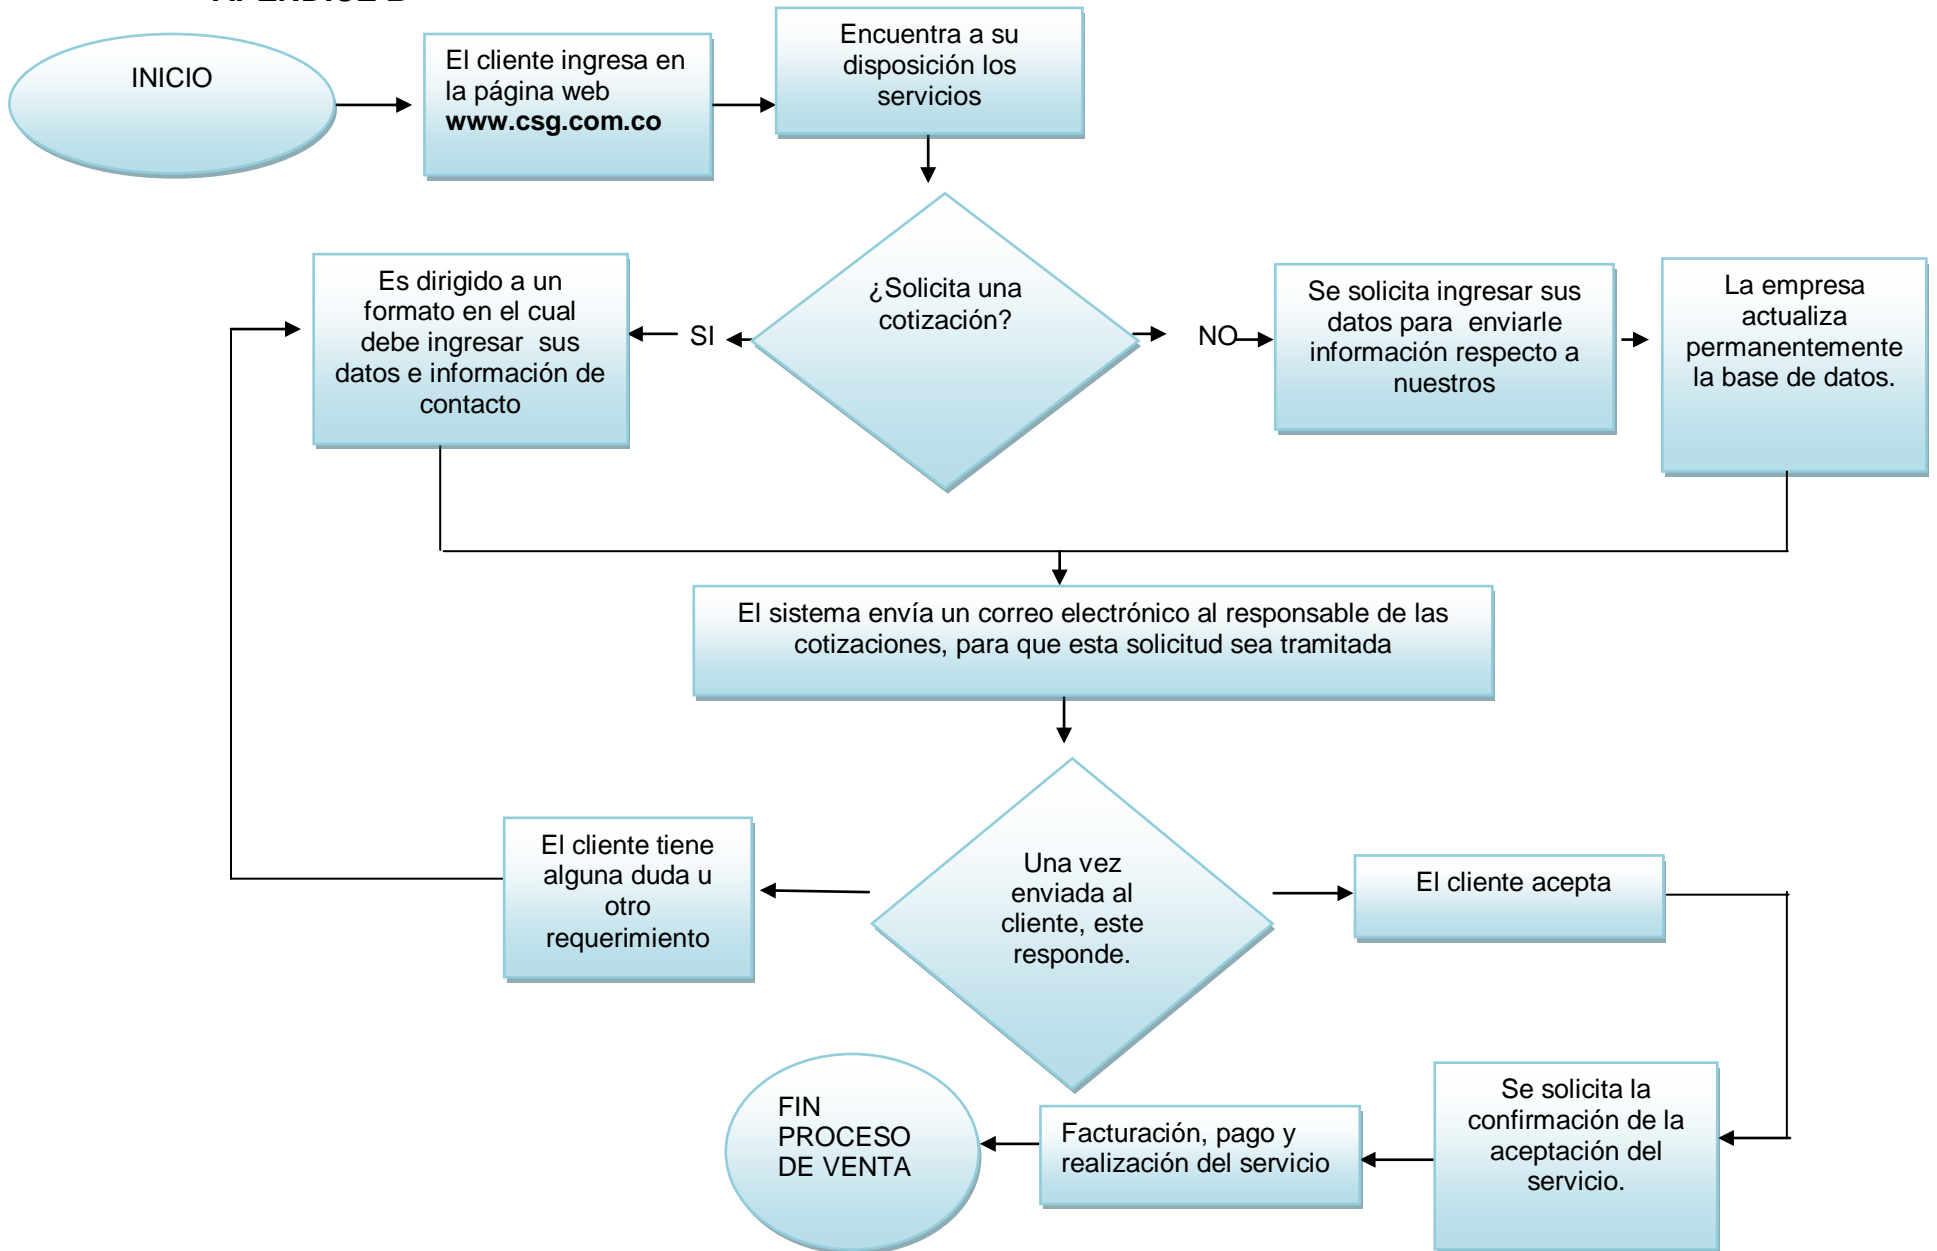 INICIO
El cliente ingresa en
la página web
www.csg.com.co
Encuentra a su
disposición los
servicios
¿Solicita una
cotización?
SI
NO
Es dirigido a un
formato en el cual
debe ingresar sus
datos e información de
contacto
Se solicita ingresar sus
datos para enviarle
información respecto a
nuestros
La empresa
actualiza
permanentemente
la base de datos.
El sistema envía un correo electrónico al responsable de las
cotizaciones, para que esta solicitud sea tramitada
El cliente tiene
alguna duda u
otro
requerimiento
Una vez
enviada al
cliente, este
responde.
El cliente acepta
Se solicita la
confirmación de la
aceptación del
servicio.
Facturación, pago y
realización del servicio
FIN
PROCESO
DE VENTA